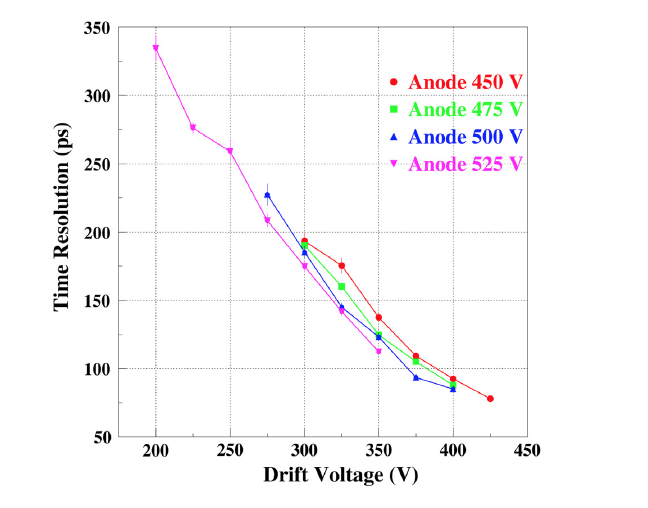 350
300
250
200
150
100
50
Time Resolution (ps)
Anode 450 V
Anode 475 V
Anode 500 V
Anode 525 V
200 250 300 350 400 450
Drift Voltage (V)